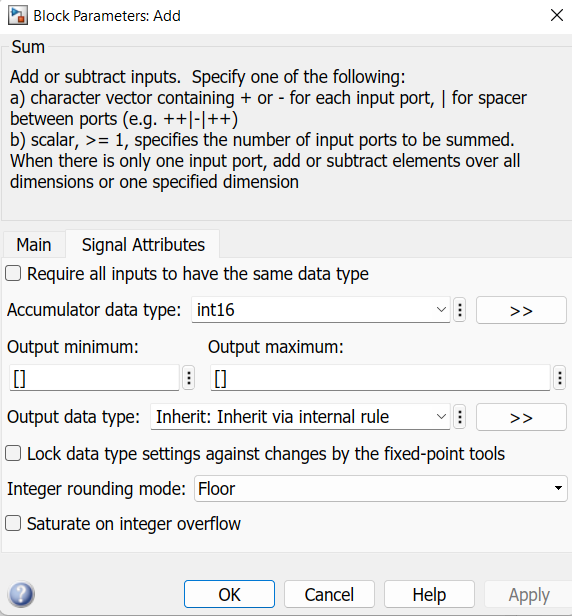 Block Parameters: Add
Sum
Add or subtract inputs.  Specify one of the following:
a) character vector containing + or - for each input port, | for spacer
between ports (e.g. ++|-|++)
b) scalar, >= 1, specifies the number of input ports to be summed.
When there is only one input port, add or subtract elements over all
dimensions or one specified dimension
Main Signal Attributes
Require all inputs to have the same data type
Accumulator data type: int16 >>
Output minimum: Output maximum:
[] []
Output data type: Inherit: Inherit via internal rule >>
Lock data type settings against changes by the fixed-point tools
Integer rounding mode: Floor
Saturate on integer overflow
? OK Cancel Help Apply